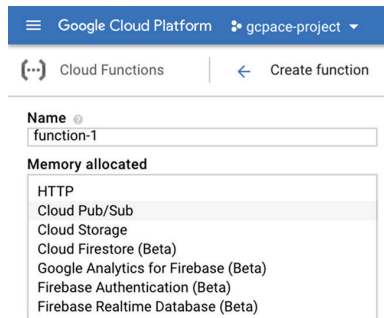 Google Cloud Platform
gcpace-project
Cloud Functions
Create function
Name
function-1
Memory allocated
HTTP
Cloud Pub/Sub
Cloud Storage
Cloud Firestore (Beta)
Google Analytics for Firebase (Beta)
Firebase Authentication (Beta)
Firebase Realtime Database (Beta)